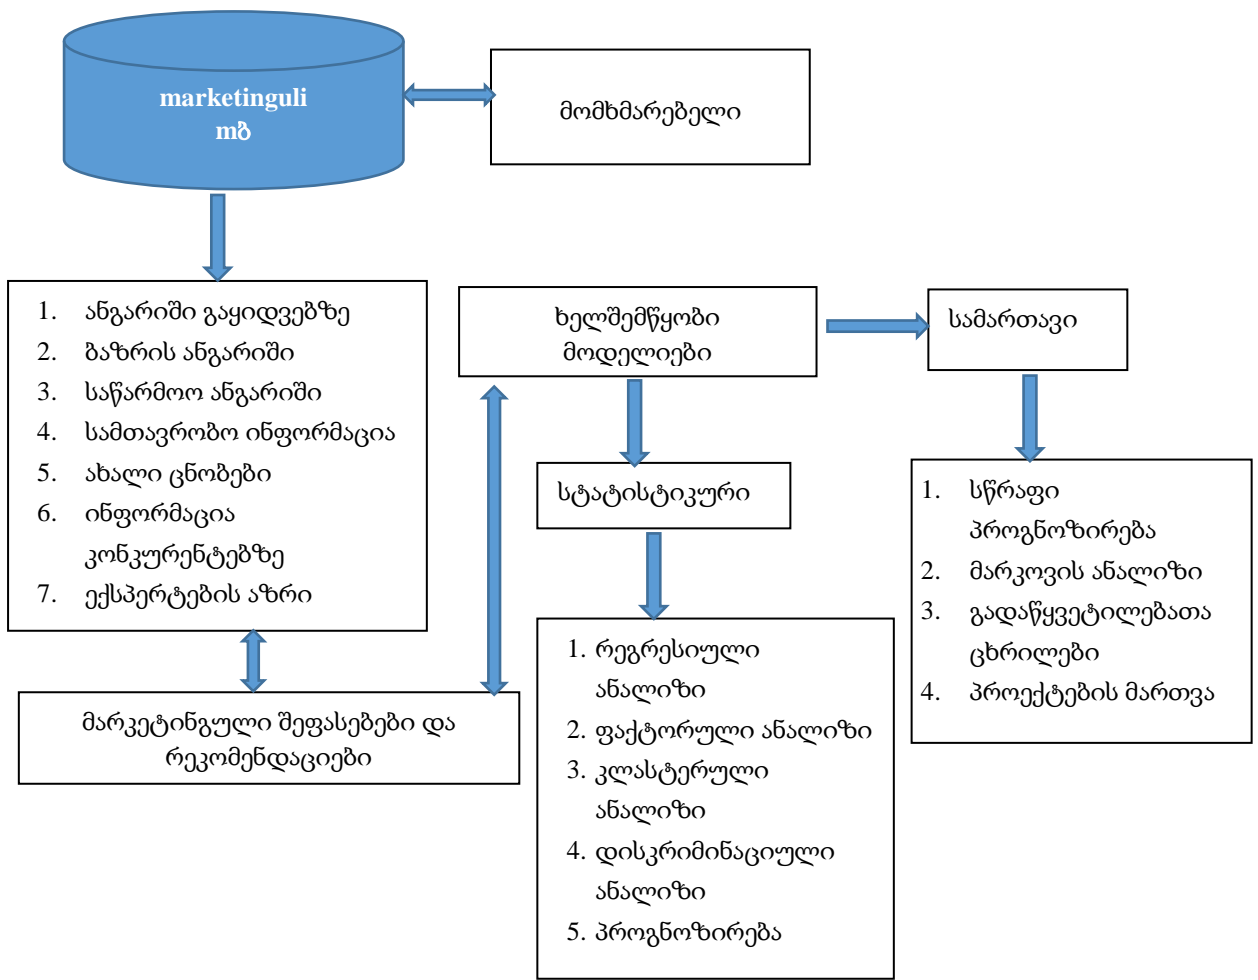 marketinguli
mბ
მომხმარებელი
1. ანგარიში გაყიდვებზე
2. ბაზრის ანგარიში
3. საწარმოო ანგარიში
4. სამთავრობო ინფორმაცია
5. ახალი ცნობები
6. ინფორმაცია
კონკურენტებზე
7. ექსპერტების აზრი
მარკეტინგული შეფასებები და
რეკომენდაციები
ხელშემწყობი
მოდელიები
სტატისტიკური
1. რეგრესიული
ანალიზი
2. ფაქტორული ანალიზი
3. კლასტერული
ანალიზი
4. დისკრიმინაციული
ანალიზი
5. პროგნოზირება
სამართავი
1. სწრაფი
პროგნოზირება
2. მარკოვის ანალიზი
3. გადაწყვეტილებათა
ცხრილები
4. პროექტების მართვა